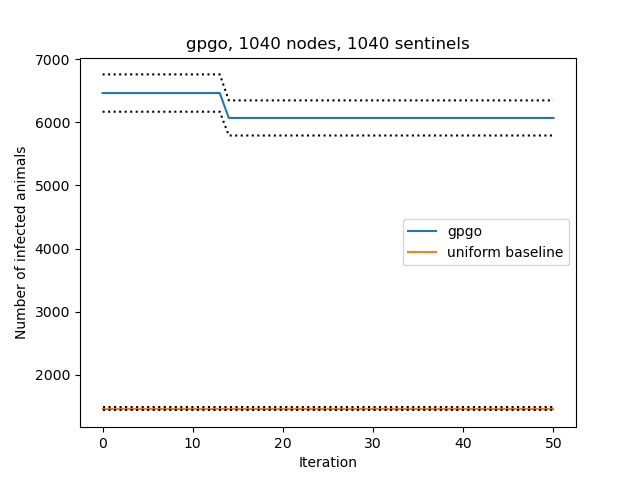 gpgo, 1040 nodes, 1040 sentinels
7000
6000
5000
4000
3000
2000
Number of infected animals
gpgo
uniform baseline
0 10 20 30 40 50
Iteration